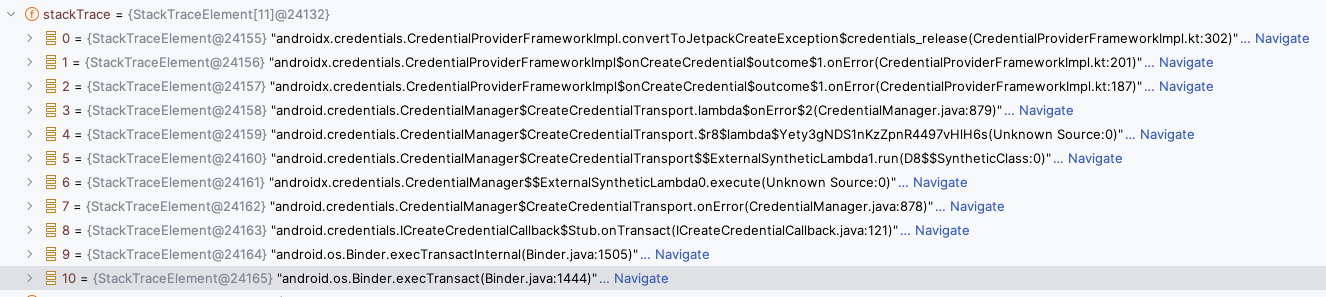 stackTrace = {StackTraceElement[11]@24132}
0 = {StackTraceElement@24155} "androidx.credentials.CredentialProviderFrameworkImpl.convertToJetpackCreateException$credentials_release(CredentialProviderFrameworkImpl.kt:302)"... Navigate
1 = {StackTraceElement@24156} "androidx.credentials.CredentialProviderFrameworkImpl$onCreateCredential$outcome$1.onError(CredentialProviderFrameworkImpl.kt:201)"... Navigate
2 = {StackTraceElement@24157} "androidx.credentials.CredentialProviderFrameworkImpl$onCreateCredential$outcome$1.onError(CredentialProviderFrameworkImpl.kt:187)"... Navigate
3 = {StackTraceElement@24158} "android.credentials.CredentialManager$CreateCredentialTransport.lambda$onError$2(CredentialManager.java:879)"... Navigate
4 = {StackTraceElement@24159} "android.credentials.CredentialManager$CreateCredentialTransport.$r8$lambda$Yety3gNDS1nKzZpnR4497vHlH6s(Unknown Source:0)"... Navigate
5 = {StackTraceElement@24160} "android.credentials.CredentialManager$CreateCredentialTransport$$ExternalSyntheticLambda1.run(D8$$SyntheticClass:0)"... Navigate
6 = {StackTraceElement@24161} "androidx.credentials.CredentialManager$$ExternalSyntheticLambda0.execute(Unknown Source:0)"... Navigate
7 = {StackTraceElement@24162} "android.credentials.CredentialManager$CreateCredentialTransport.onError(CredentialManager.java:878)"... Navigate
8 = {StackTraceElement@24163} "android.credentials.ICreateCredentialCallback$Stub.onTransact(ICreateCredentialCallback.java:121)"... Navigate
9 = {StackTraceElement@24164} "android.os.Binder.execTransactInternal(Binder.java:1505)"... Navigate
10 = {StackTraceElement@24165} "android.os.Binder.execTransact(Binder.java:1444)"... Navigate